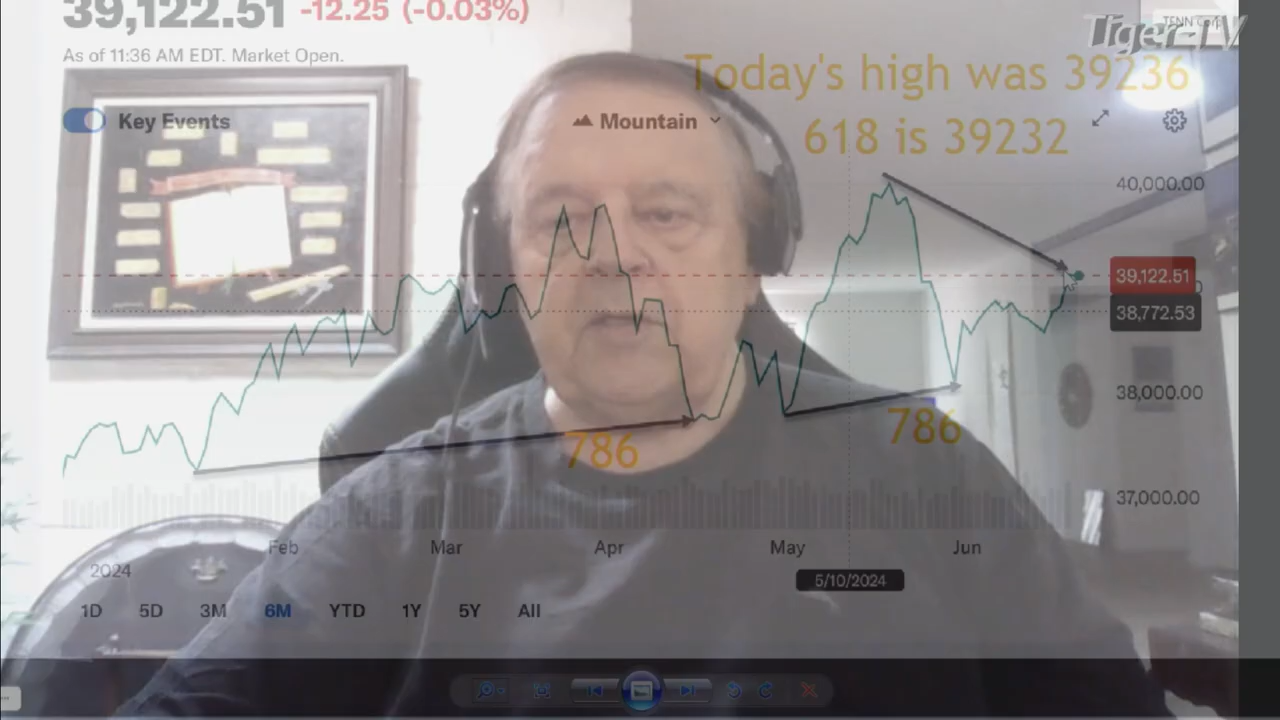 39,122.51 -12.25 (-0.03%)
As of 11:36 AM EDT. Market Open.
TENN Corp
Tiger-TV
Today's high was 39236
618 is 39232
Key Events
Mountain
40,000.00
39,122.51
38,772.53
38,000.00
37,000.00
786
786
Feb Mar Apr May Jun
2024
5/10/2024
1D 5D 3M 6M YTD 1Y 5Y All